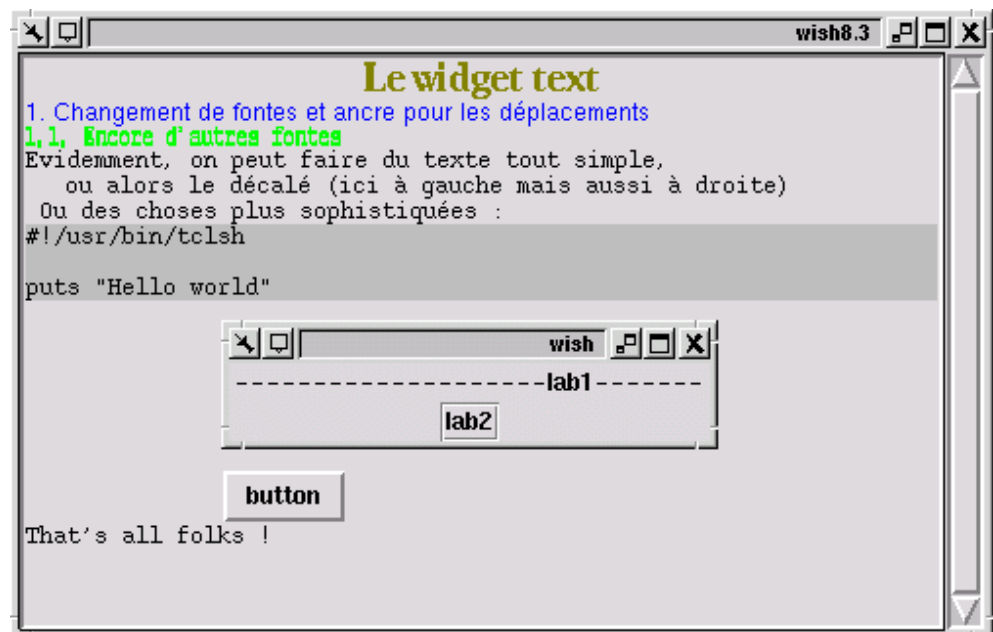 wish8.3
Le widget text
1. Changement de fontes et ancre pour les déplacements
1.1. Encore d'autres fontes
Evidemment, on peut faire du texte tout simple,
ou alors le décalé (ici à gauche mais aussi à droite)
Ou des choses plus sophistiquées :
#!/usr/bin/tclsh
puts "Hello world"
wish
--------------------lab1-------
lab2
button
That's all folks !